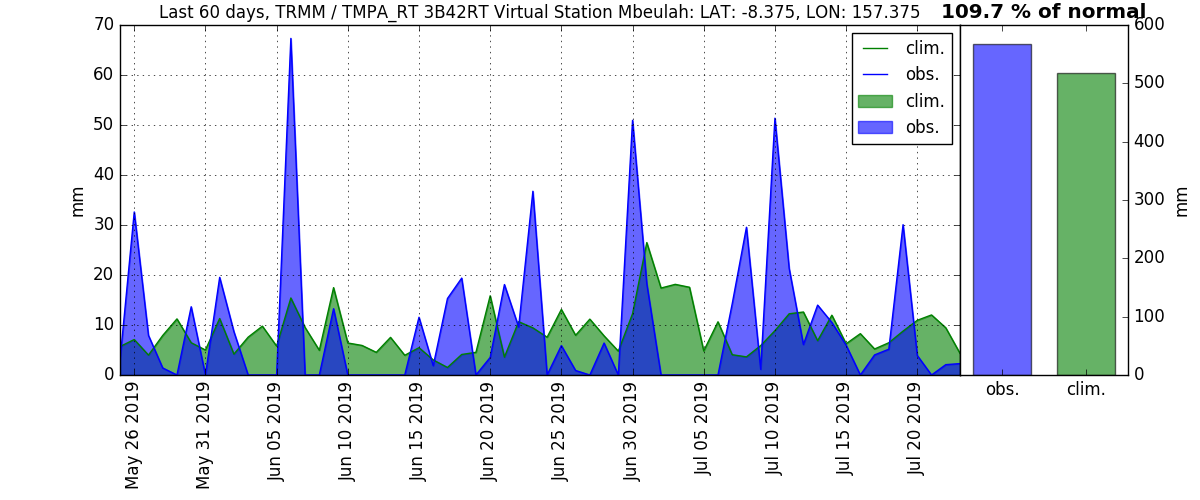 Last 60 days, TRMM / TMPA_RT 3B42RT Virtual Station Mbeulah: LAT: -8.375, LON: 157.375
109.7 % of normal
70
60
50
40
30
20
10
0
mm
clim.
obs.
clim.
obs.
May 26 2019
May 31 2019
Jun 05 2019
Jun 10 2019
Jun 15 2019
Jun 20 2019
Jun 25 2019
Jun 30 2019
Jul 05 2019
Jul 10 2019
Jul 15 2019
Jul 20 2019
600
500
400
300
200
100
0
mm
obs.
clim.